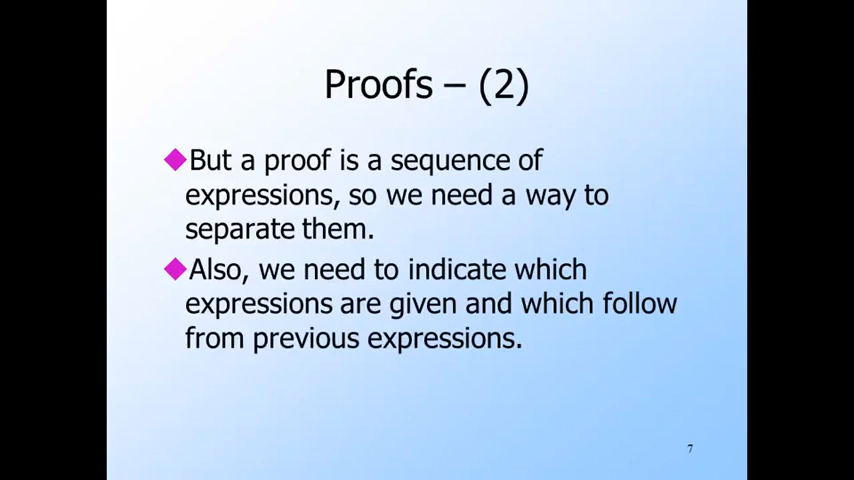 Proofs – (2)
But a proof is a sequence of
expressions, so we need a way to
separate them.
Also, we need to indicate which
expressions are given and which follow
from previous expressions.
7